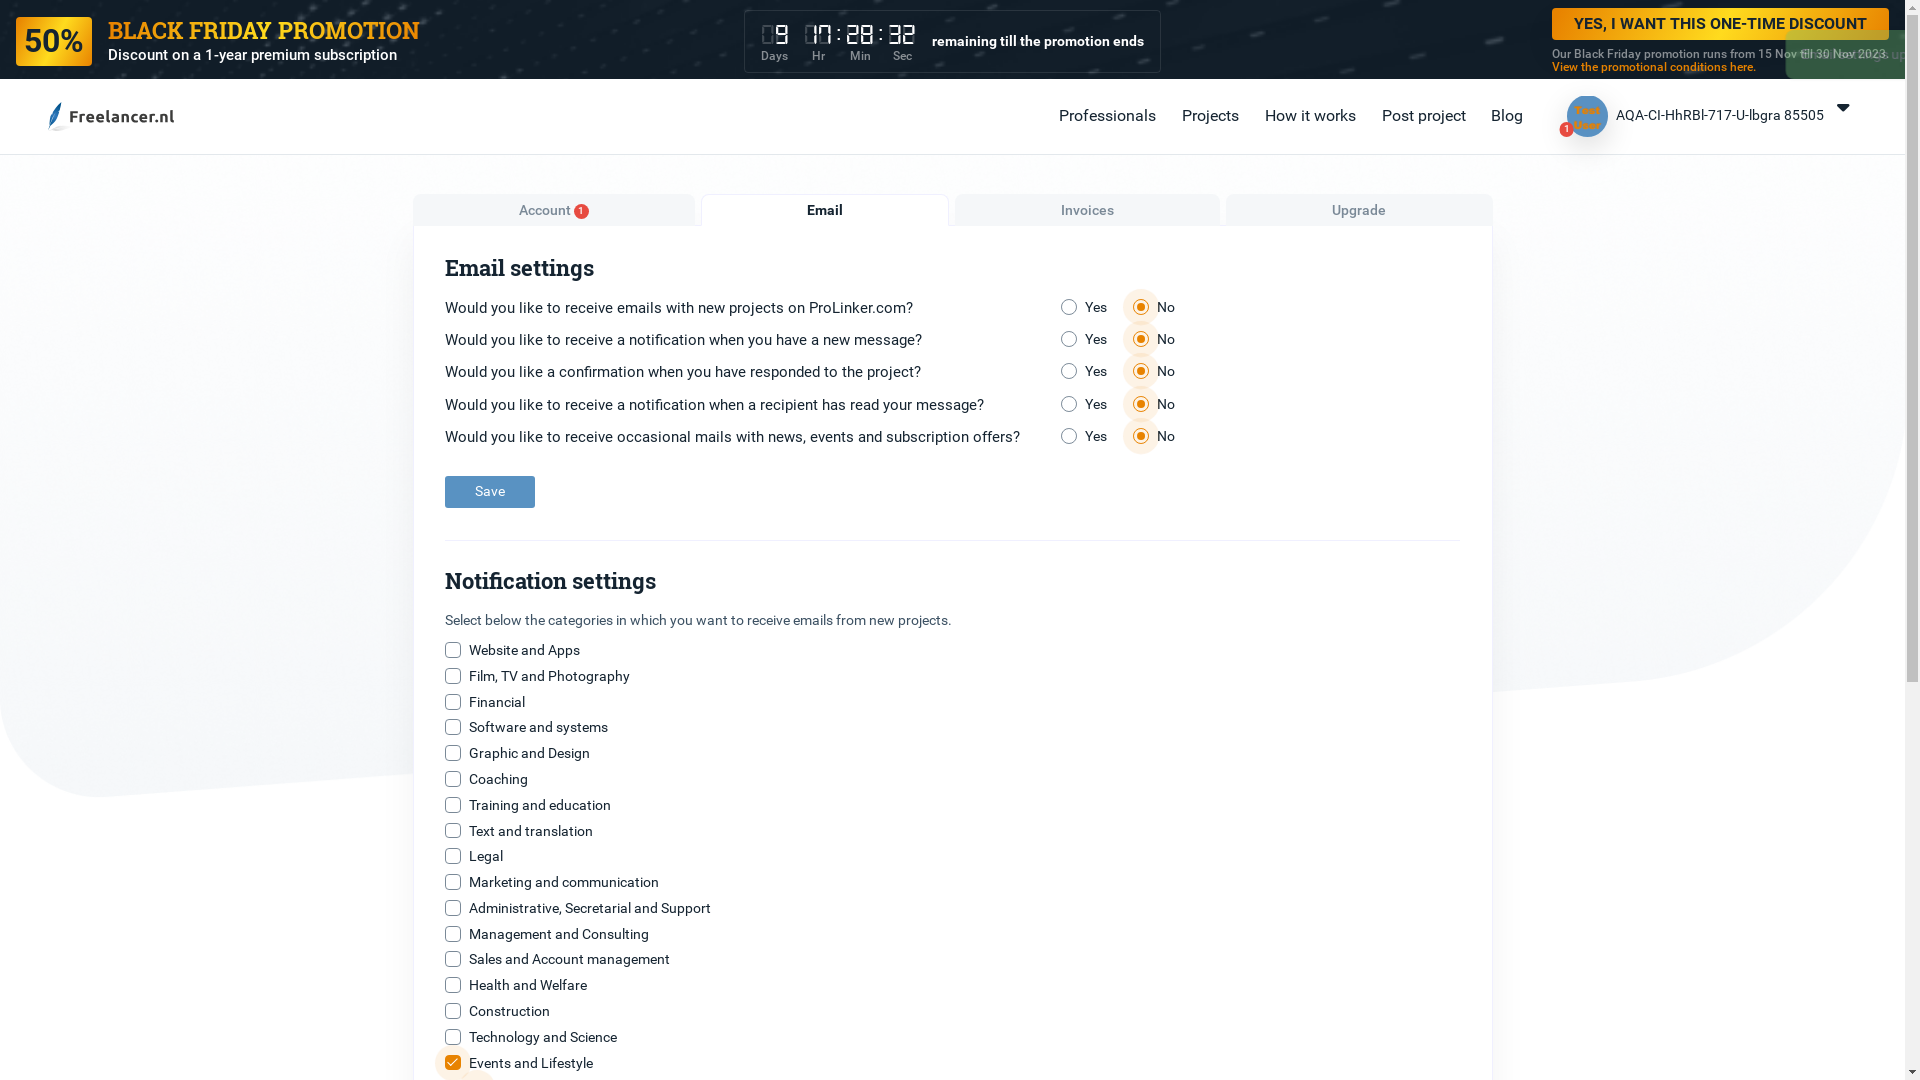 50%
BLACK FRIDAY PROMOTION
Discount on a 1-year premium subscription
9 17 : 28 : 32
Days Hr Min Sec
remaining till the promotion ends
YES, I WANT THIS ONE-TIME DISCOUNT
Our Black Friday promotion runs from 15 Nov till 30 Nov 2023.
View the promotional conditions here.
Freelancer.nl
Professionals
Projects
How it works
Post project
Blog
Test
User
1
AQA-CI-HhRBl-717-U-lbgra 85505
Account 1
Email
Invoices
Upgrade
Email settings
Would you like to receive emails with new projects on ProLinker.com? Yes No
Would you like to receive a notification when you have a new message? Yes No
Would you like a confirmation when you have responded to the project? Yes No
Would you like to receive a notification when a recipient has read your message? Yes No
Would you like to receive occasional mails with news, events and subscription offers? Yes No
Save
Notification settings
Select below the categories in which you want to receive emails from new projects.
Website and Apps
Film, TV and Photography
Financial
Software and systems
Graphic and Design
Coaching
Training and education
Text and translation
Legal
Marketing and communication
Administrative, Secretarial and Support
Management and Consulting
Sales and Account management
Health and Welfare
Construction
Technology and Science
Events and Lifestyle